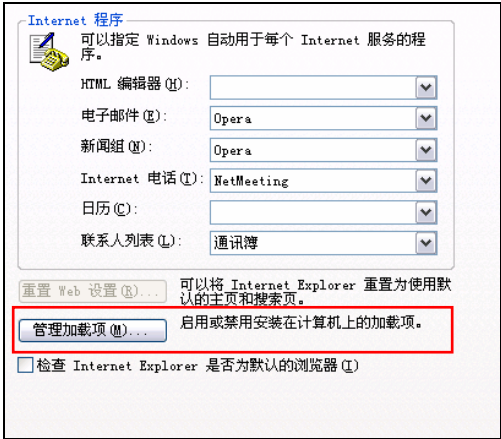 Internet 程序
可以指定 Windows 自动用于每个 Internet 服务的程
序。
HTML 编辑器(H):
电子邮件(E): Opera
新闻组(N): Opera
Internet 电话(I): NetMeeting
日历(C):
联系人列表(L): 通讯簿
重置 Web 设置(R)... 可以将 Internet Explorer 重置为使用默
认的主页和搜索页。
管理加载项(M)... 启用或禁用安装在计算机上的加载项。
检查 Internet Explorer 是否为默认的浏览器(I)